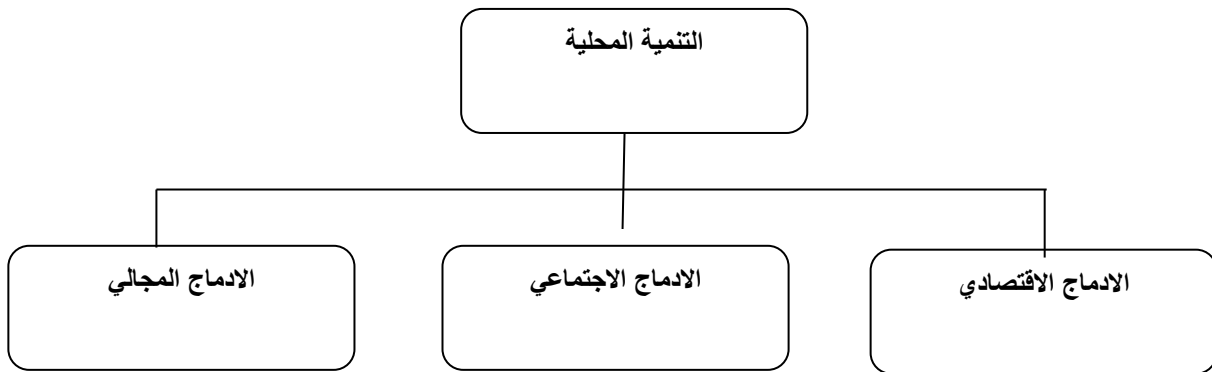 التنمية المحلية
الادماج الاقتصادي
الادماج الاجتماعي
الادماج المجالي